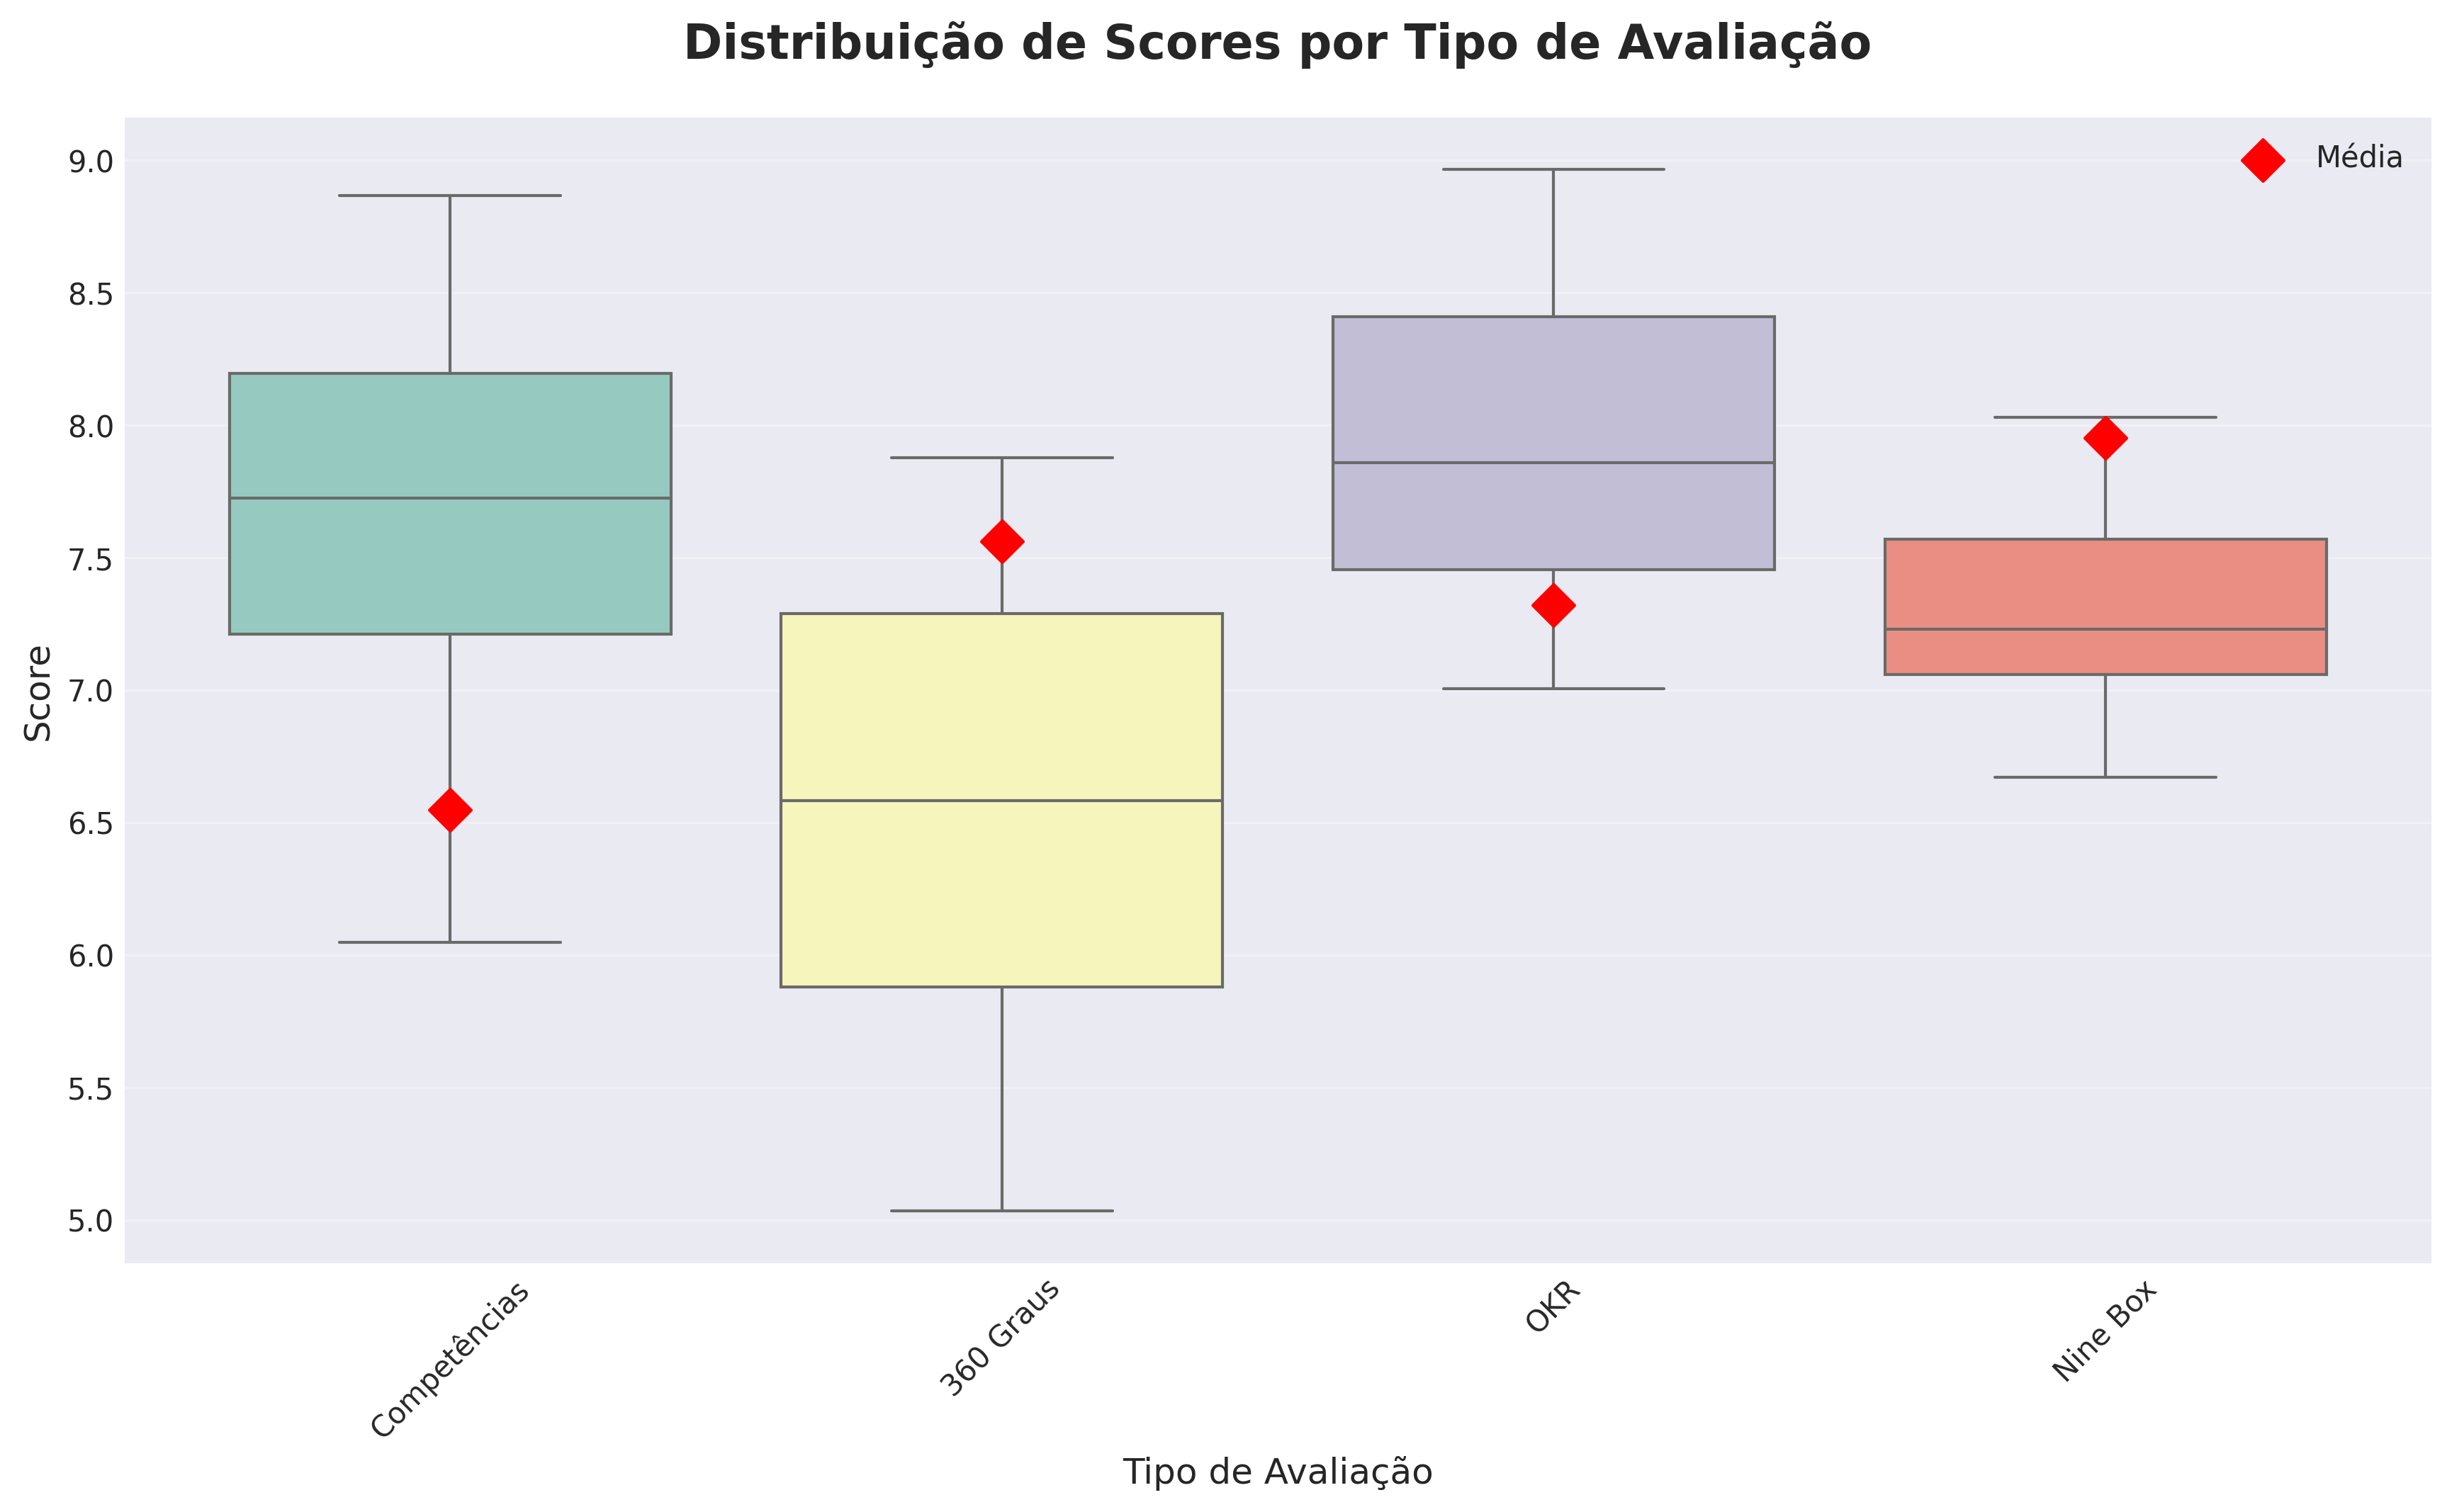 Distribuição de Scores por Tipo de Avaliação
Média
9.0
8.5
8.0
7.5
7.0
6.5
6.0
5.5
5.0
Score
Competências
360 Graus
OKR
Nine Box
Tipo de Avaliação